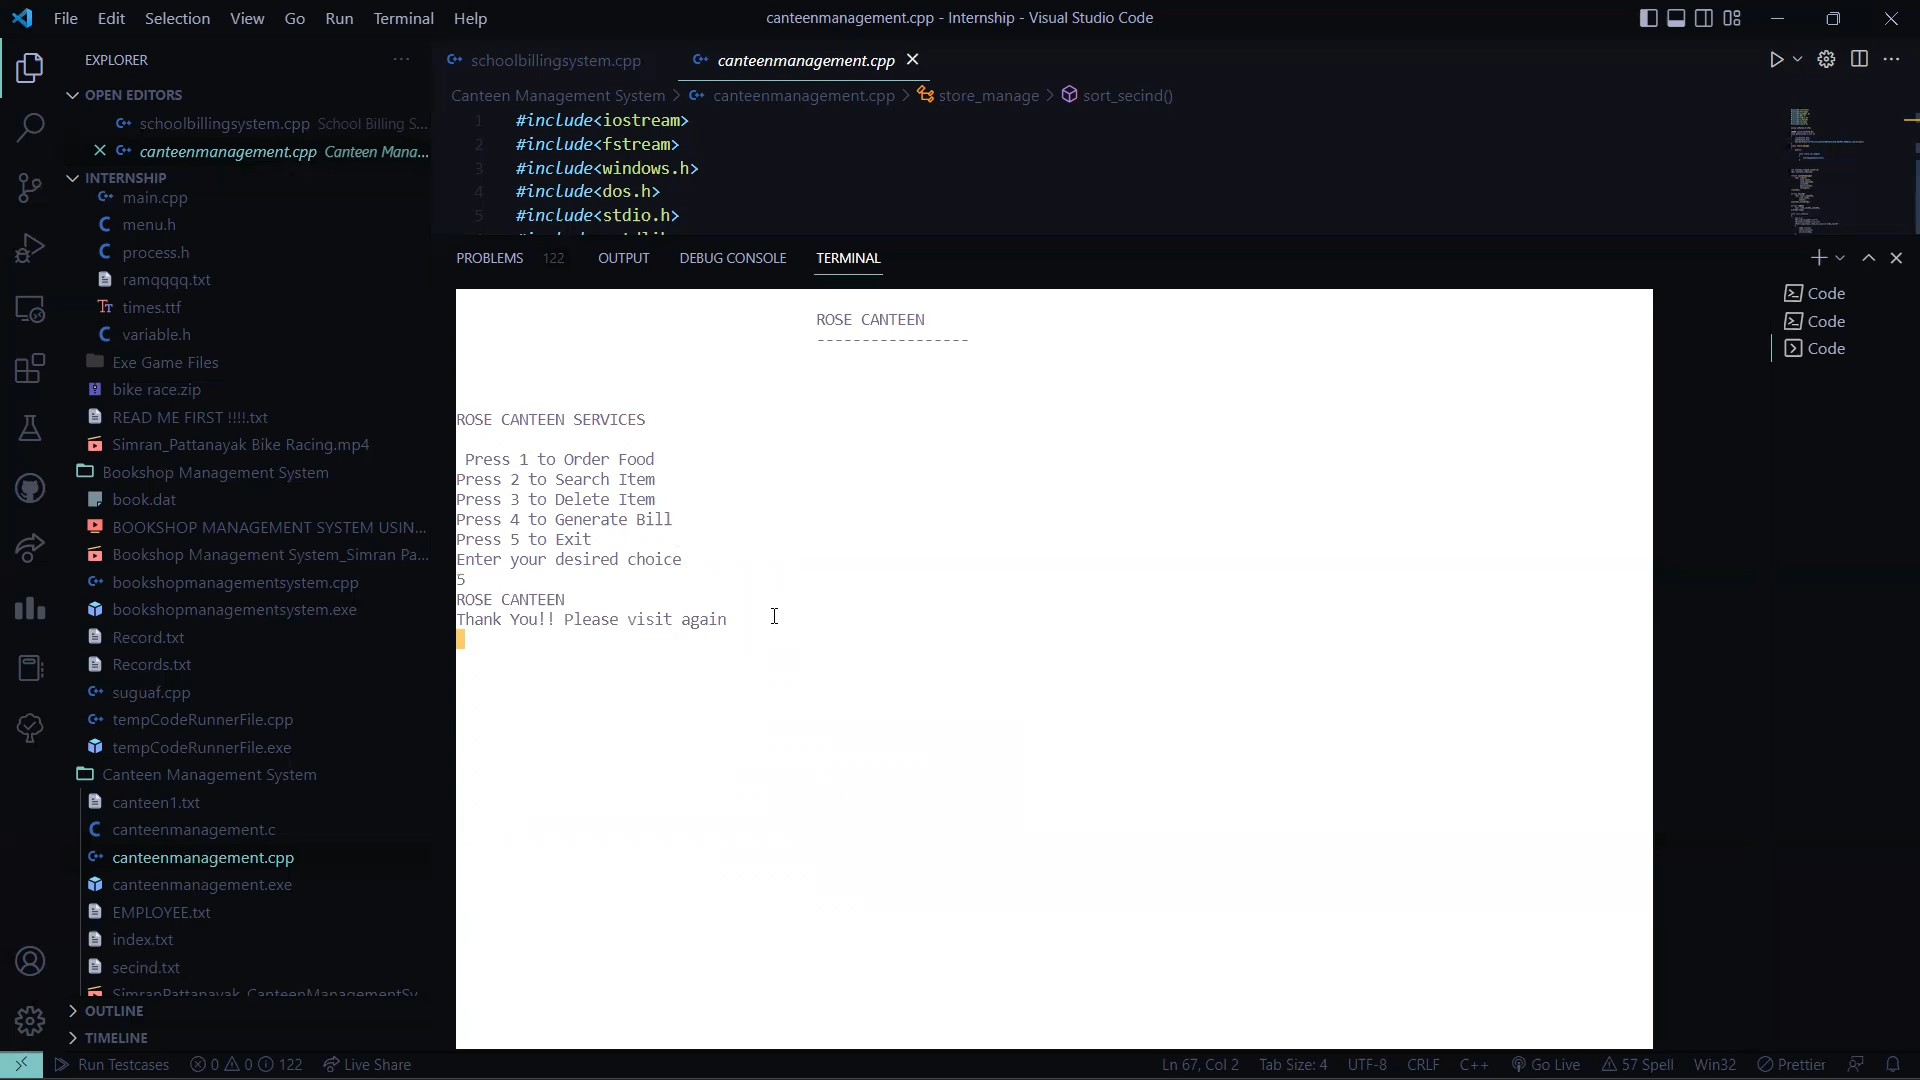 File Edit Selection View Go Run Terminal Help
canteenmanagement.cpp - Internship - Visual Studio Code
EXPLORER
OPEN EDITORS
schoolbillingsystem.cpp School Billing S...
canteenmanagement.cpp Canteen Mana...
INTERNSHIP
main.cpp
menu.h
process.h
ramqqqq.txt
times.ttf
variable.h
Exe Game Files
bike race.zip
READ ME FIRST !!!!.txt
Simran_Pattanayak Bike Racing.mp4
Bookshop Management System
book.dat
BOOKSHOP MANAGEMENT SYSTEM USIN...
Bookshop Management System_Simran Pa...
bookshopmanagementsystem.cpp
bookshopmanagementsystem.exe
Record.txt
Records.txt
suguaf.cpp
tempCodeRunnerFile.cpp
tempCodeRunnerFile.exe
Canteen Management System
canteen1.txt
canteenmanagement.c
canteenmanagement.cpp
canteenmanagement.exe
EMPLOYEE.txt
index.txt
secind.txt
SimranPattanayak_CanteenManagementSy...
OUTLINE
TIMELINE
schoolbillingsystem.cpp
canteenmanagement.cpp
Canteen Management System > canteenmanagement.cpp > store_manage > sort_secind()
1 #include<iostream>
2 #include<fstream>
3 #include<windows.h>
4 #include<dos.h>
5 #include<stdio.h>
PROBLEMS 122 OUTPUT DEBUG CONSOLE TERMINAL
Code
Code
Code
ROSE CANTEEN
-----------------
ROSE CANTEEN SERVICES
Press 1 to Order Food
Press 2 to Search Item
Press 3 to Delete Item
Press 4 to Generate Bill
Press 5 to Exit
Enter your desired choice
5
ROSE CANTEEN
Thank You!! Please visit again
Run Testcases 0 0 122 Live Share
Ln 67, Col 2 Tab Size: 4 UTF-8 CRLF C++ Go Live 57 Spell Win32 Prettier